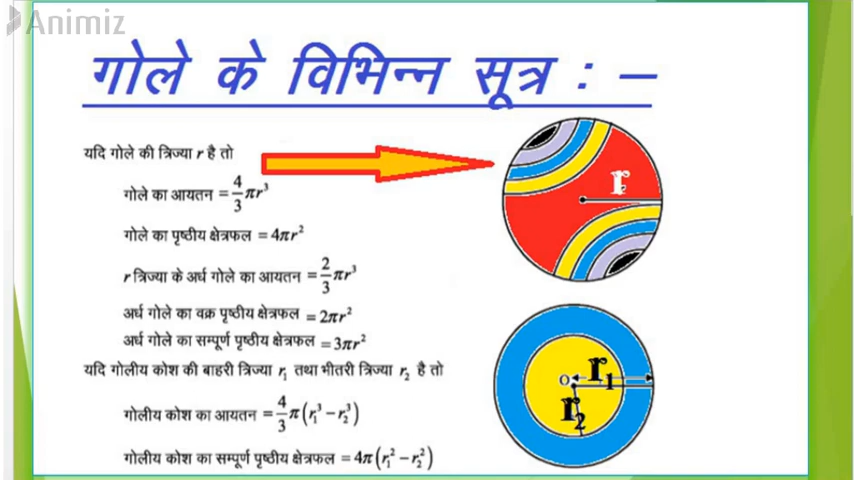 Animiz
गोले के विभिन्न सूत्र : –
यदि गोले की त्रिज्या r है तो
गोले का आयतन = 4/3 πr³
गोले का पृष्ठीय क्षेत्रफल = 4πr²
r त्रिज्या के अर्ध गोले का आयतन = 2/3 πr³
अर्ध गोले का वक्र पृष्ठीय क्षेत्रफल = 2πr²
अर्ध गोले का सम्पूर्ण पृष्ठीय क्षेत्रफल = 3πr²
यदि गोलीय कोश की बाहरी त्रिज्या r₁ तथा भीतरी त्रिज्या r₂ है तो
गोलीय कोश का आयतन = 4/3 π(r₁³ – r₂³)
गोलीय कोश का सम्पूर्ण पृष्ठीय क्षेत्रफल = 4π(r₁² – r₂²)
r
O r₁
r₂